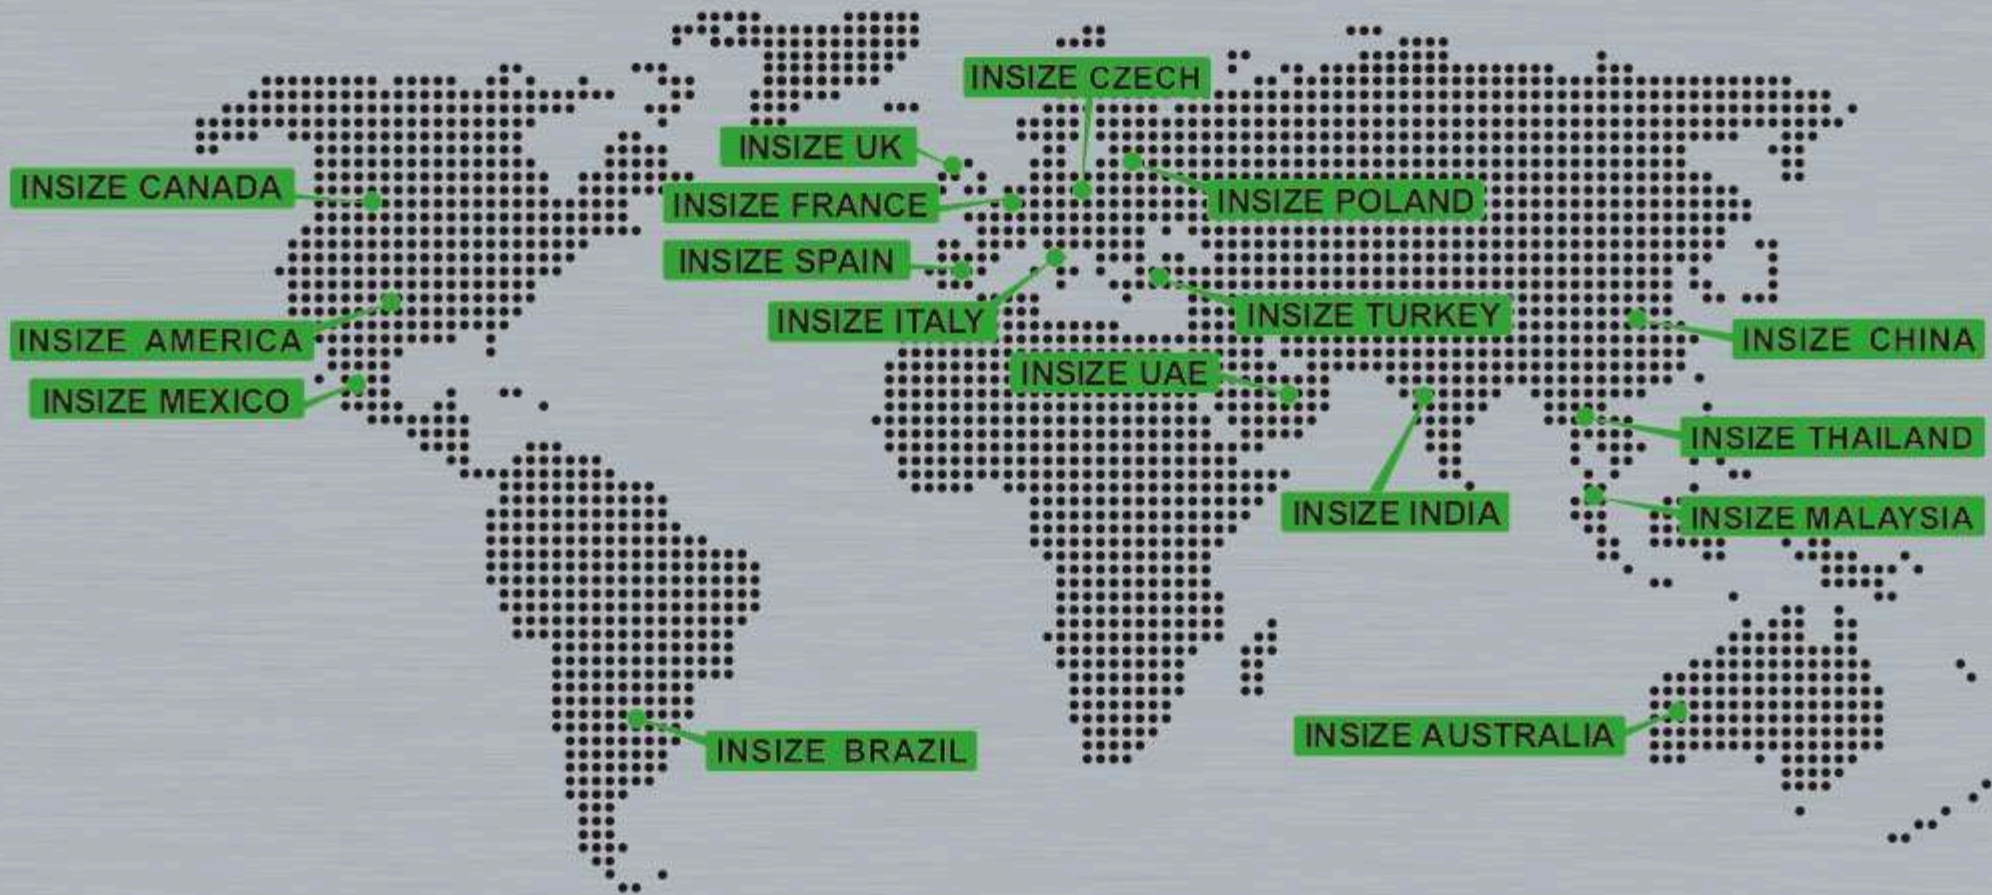 INSIZE CZECH
INSIZE UK
INSIZE CANADA
INSIZE FRANCE
INSIZE POLAND
INSIZE SPAIN
INSIZE ITALY
INSIZE TURKEY
INSIZE AMERICA
INSIZE CHINA
INSIZE UAE
INSIZE MEXICO
INSIZE THAILAND
INSIZE INDIA
INSIZE MALAYSIA
INSIZE BRAZIL
INSIZE AUSTRALIA